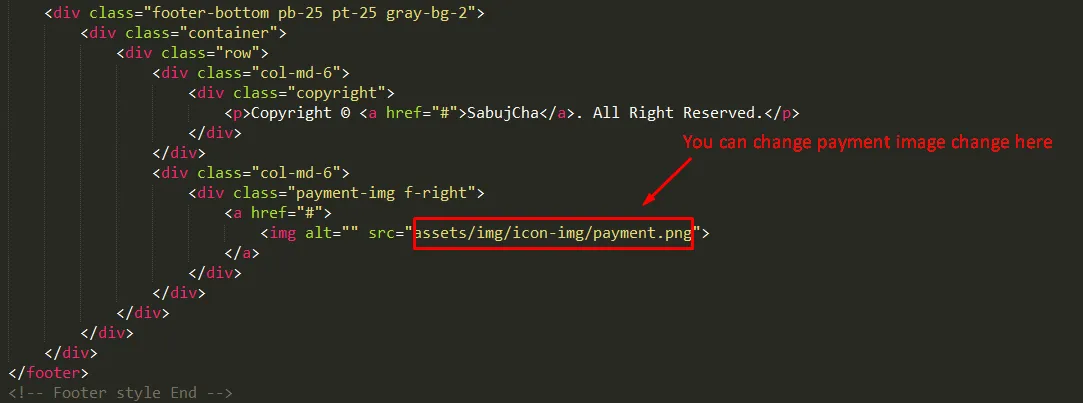 <div class="footer-bottom pb-25 pt-25 gray-bg-2">
<div class="container">
<div class="row">
<div class="col-md-6">
<div class="copyright">
<p>Copyright © <a href="#">SabujCha</a>. All Right Reserved.</p>
</div>
You can change payment image change here
</div>
<div class="col-md-6">
<div class="payment-img f-right">
<a href="#">
<img alt="" src="assets/img/icon-img/payment.png">
</a>
</div>
</div>
</div>
</div>
</div>
</footer>
<!-- Footer style End -->